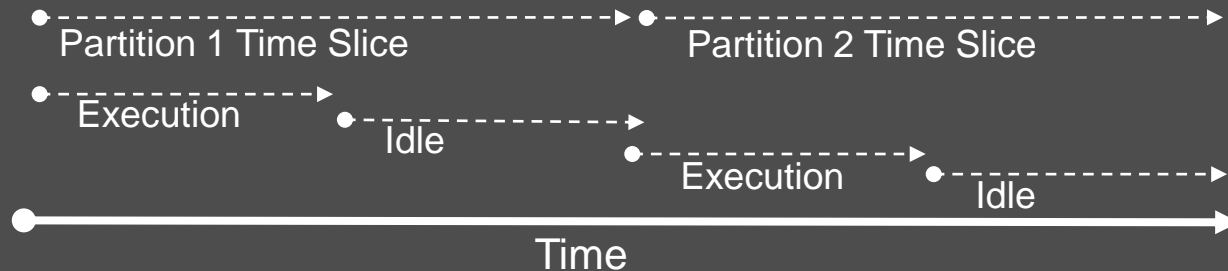 Partition 1 Time Slice
Partition 2 Time Slice
Execution
Idle
Execution
Idle
Time